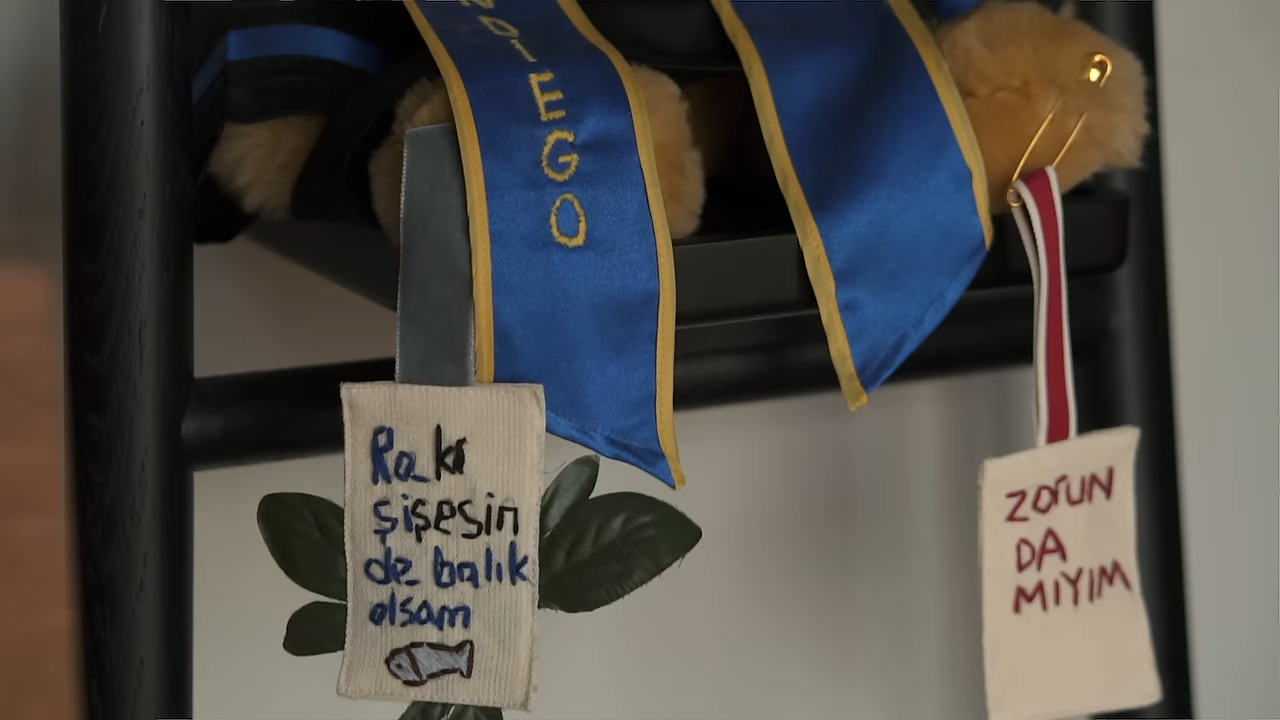 NDIEGO
Rakı
şişesin
de balık
olsam
ZORUN
DA
MIYIM